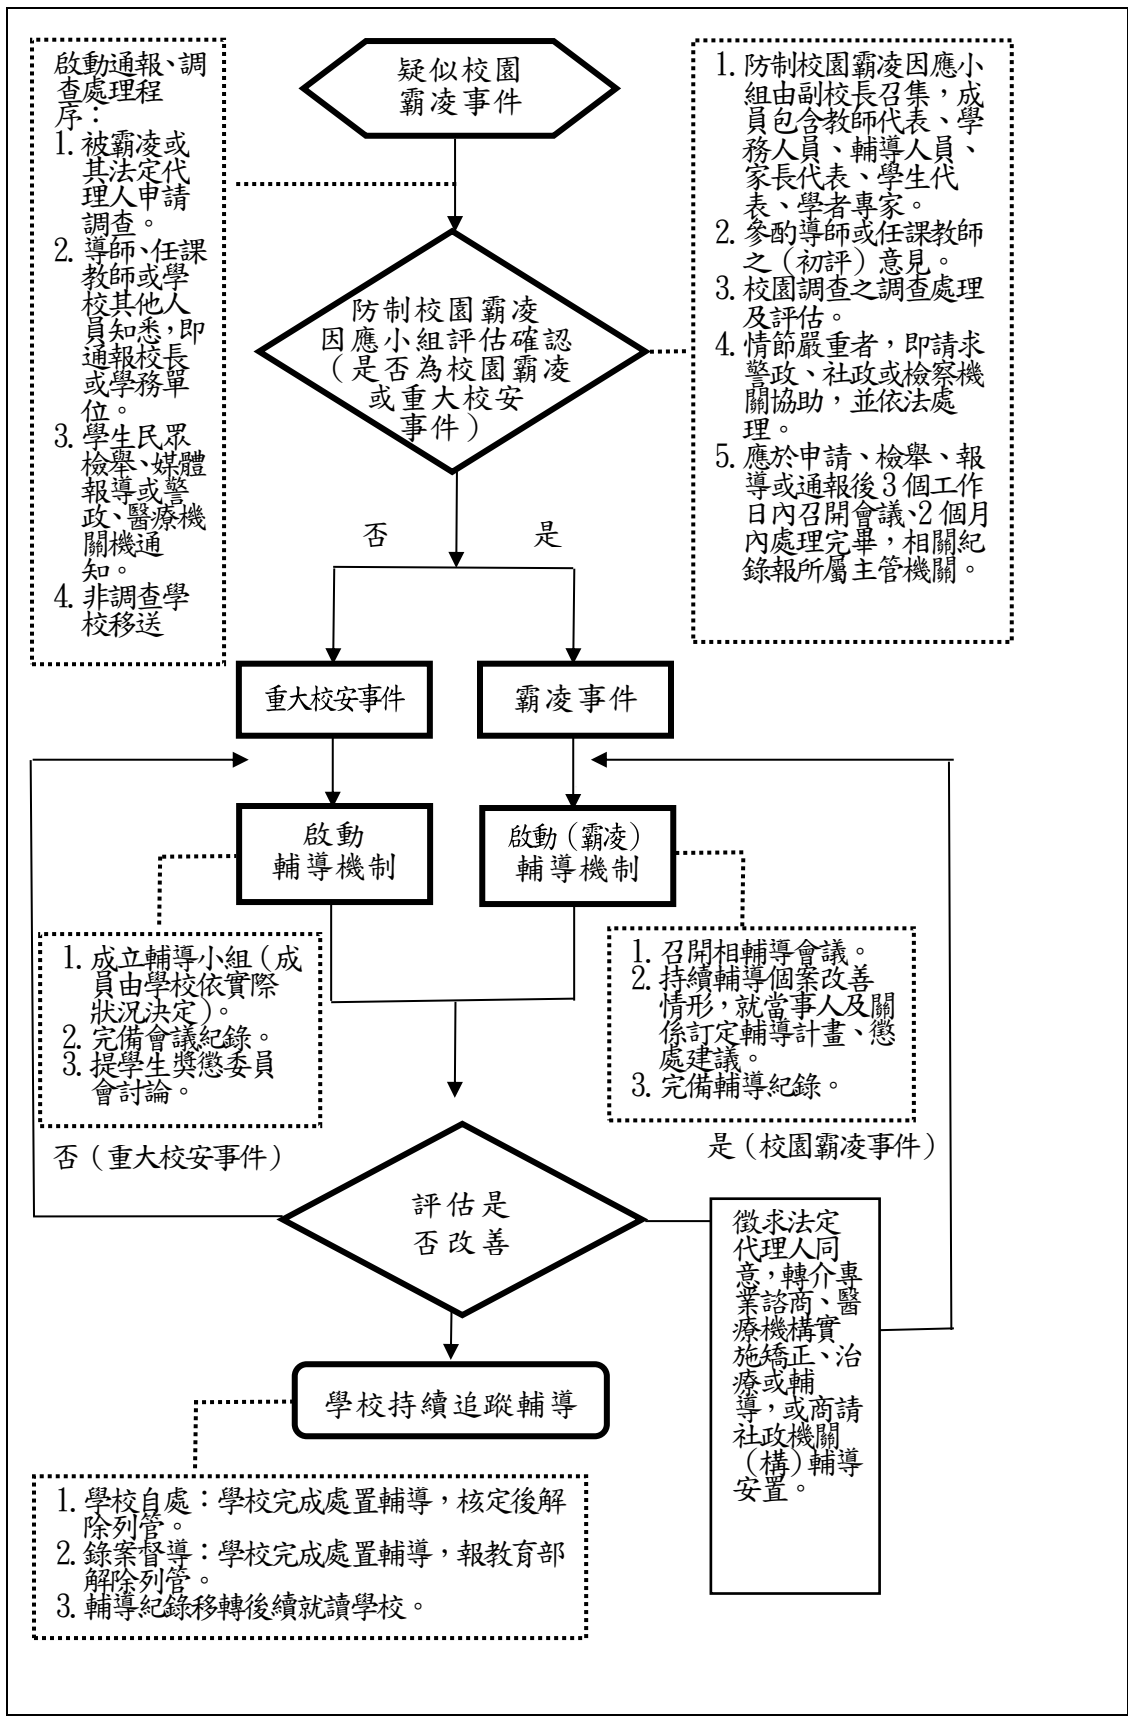 啟動通報、調
查處理程
序：
1. 被霸凌或
其法定代
理人申請
調查。
2. 導師、任課
教師或學
校其他人
員知悉，即
通報校長
或學務單
位。
3. 學生民眾
檢舉、媒體
報導或警
政、醫療機
關機通
知。
4. 非調查學
校移送
疑似校園
霸凌事件
1. 防制校園霸凌因應小
組由副校長召集，成
員包含教師代表、學
務人員、輔導人員、
家長代表、學生代
表、學者專家。
2. 參酌導師或任課教師
之（初評）意見。
3. 校園調查之調查處理
及評估。
4. 情節嚴重者，即請求
警政、社政或檢察機
關協助，並依法處
理。
5. 應於申請、檢舉、報
導或通報後 3 個工作
日內召開會議、2 個月
內處理完畢，相關紀
錄報所屬主管機關。
防制校園霸凌
因應小組評估確認
（是否為校園霸凌
或重大校安
事件）
否
是
重大校安事件
霸凌事件
啟動
輔導機制
啟動（霸凌）
輔導機制
1. 成立輔導小組（成
員由學校依實際
狀況決定）。
2. 完備會議紀錄。
3. 提學生獎懲委員
會討論。
1. 召開相輔導會議。
2. 持續輔導個案改善
情形，就當事人及關
係訂定輔導計畫、懲
處建議。
3. 完備輔導紀錄。
否（重大校安事件）
是（校園霸凌事件）
評估是
否改善
徵求法定
代理人同
意，轉介專
業諮商、醫
療機構實
施矯正、治
療或輔
導，或商請
社政機關
（構）輔導
安置。
學校持續追蹤輔導
1. 學校自處：學校完成處置輔導，核定後解
除列管。
2. 錄案督導：學校完成處置輔導，報教育部
解除列管。
3. 輔導紀錄移轉後續就讀學校。